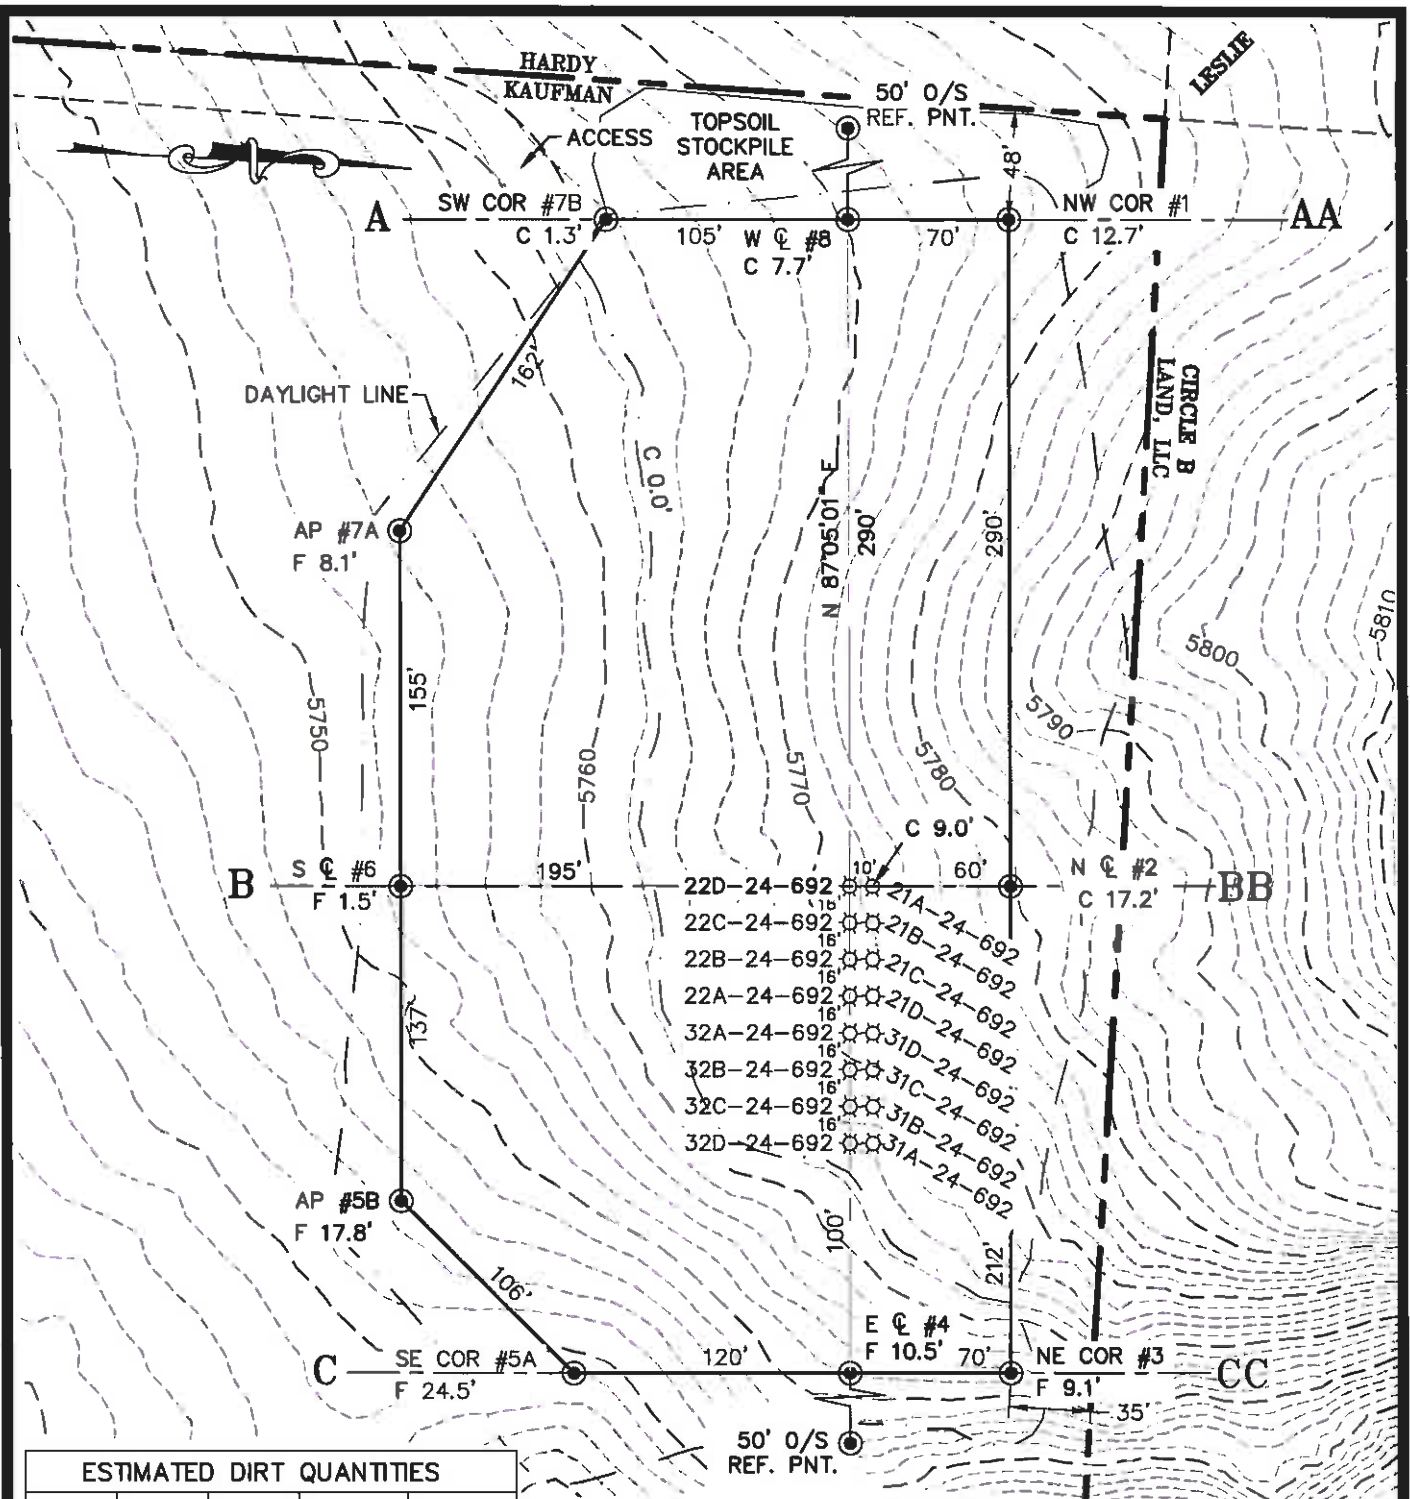 HARDY
KAUFMAN
LESLIE
50' O/S
REF. PNT.
TOPSOIL
STOCKPILE
AREA
ACCESS
48'
A
SW COR #7B
C 1.3'
105'
W ℄ #8
C 7.7'
70'
NW COR #1
C 12.7'
AA
162'
DAYLIGHT LINE
CIRCLE B
LAND, LLC
C 0.0'
N 87°05'01" E
290'
290'
AP #7A
F 8.1'
155'
5750
5760
5770
5780
5790
5800
5810
C 9.0'
B
S ℄ #6
F 1.5'
195'
10'
60'
N ℄ #2
C 17.2'
BB
22D-24-692
21A-24-692
16'
22C-24-692
21B-24-692
16'
22B-24-692
21C-24-692
16'
22A-24-692
21D-24-692
16'
32A-24-692
31D-24-692
16'
32B-24-692
31C-24-692
16'
32C-24-692
31B-24-692
16'
32D-24-692
31A-24-692
137'
AP #5B
F 17.8'
100'
212'
106'
E ℄ #4
F 10.5'
C
SE COR #5A
F 24.5'
120'
70'
NE COR #3
F 9.1'
CC
35'
50' O/S
REF. PNT.
ESTIMATED DIRT QUANTITIES